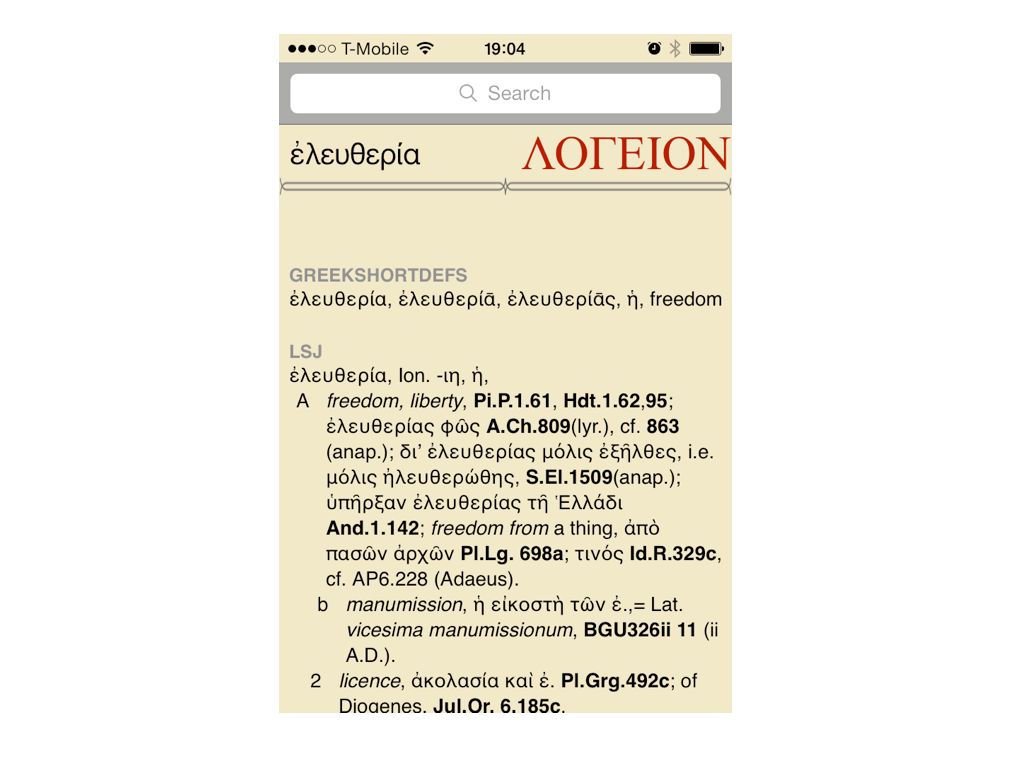 T-Mobile 19:04
Search
ἐλευθερία ΛΟΓΕΙΟΝ
GREEKSHORTDEFS
ἐλευθερία, ἐλευθερίᾱ, ἐλευθερίᾱς, ἡ, freedom
LSJ
ἐλευθερία, Ion. -ιη, ἡ,
A freedom, liberty, Pi.P.1.61, Hdt.1.62,95;
ἐλευθερίας φῶς A.Ch.809(lyr.), cf. 863
(anap.); δι’ ἐλευθερίας μόλις ἐξῆλθες, i.e.
μόλις ἠλευθερώθης, S.El.1509(anap.);
ὑπῆρξαν ἐλευθερίας τῇ Ἑλλάδι
And.1.142; freedom from a thing, ἀπὸ
πασῶν ἀρχῶν Pl.Lg. 698a; τινός Id.R.329c,
cf. AP6.228 (Adaeus).
b manumission, ἡ εἰκοστὴ τῶν ἐ.,= Lat.
vicesima manumissionum, BGU326ii 11 (ii
A.D.).
2 licence, ἀκολασία καὶ ἐ. Pl.Grg.492c; of
Diogenes, Jul.Or. 6.185c.